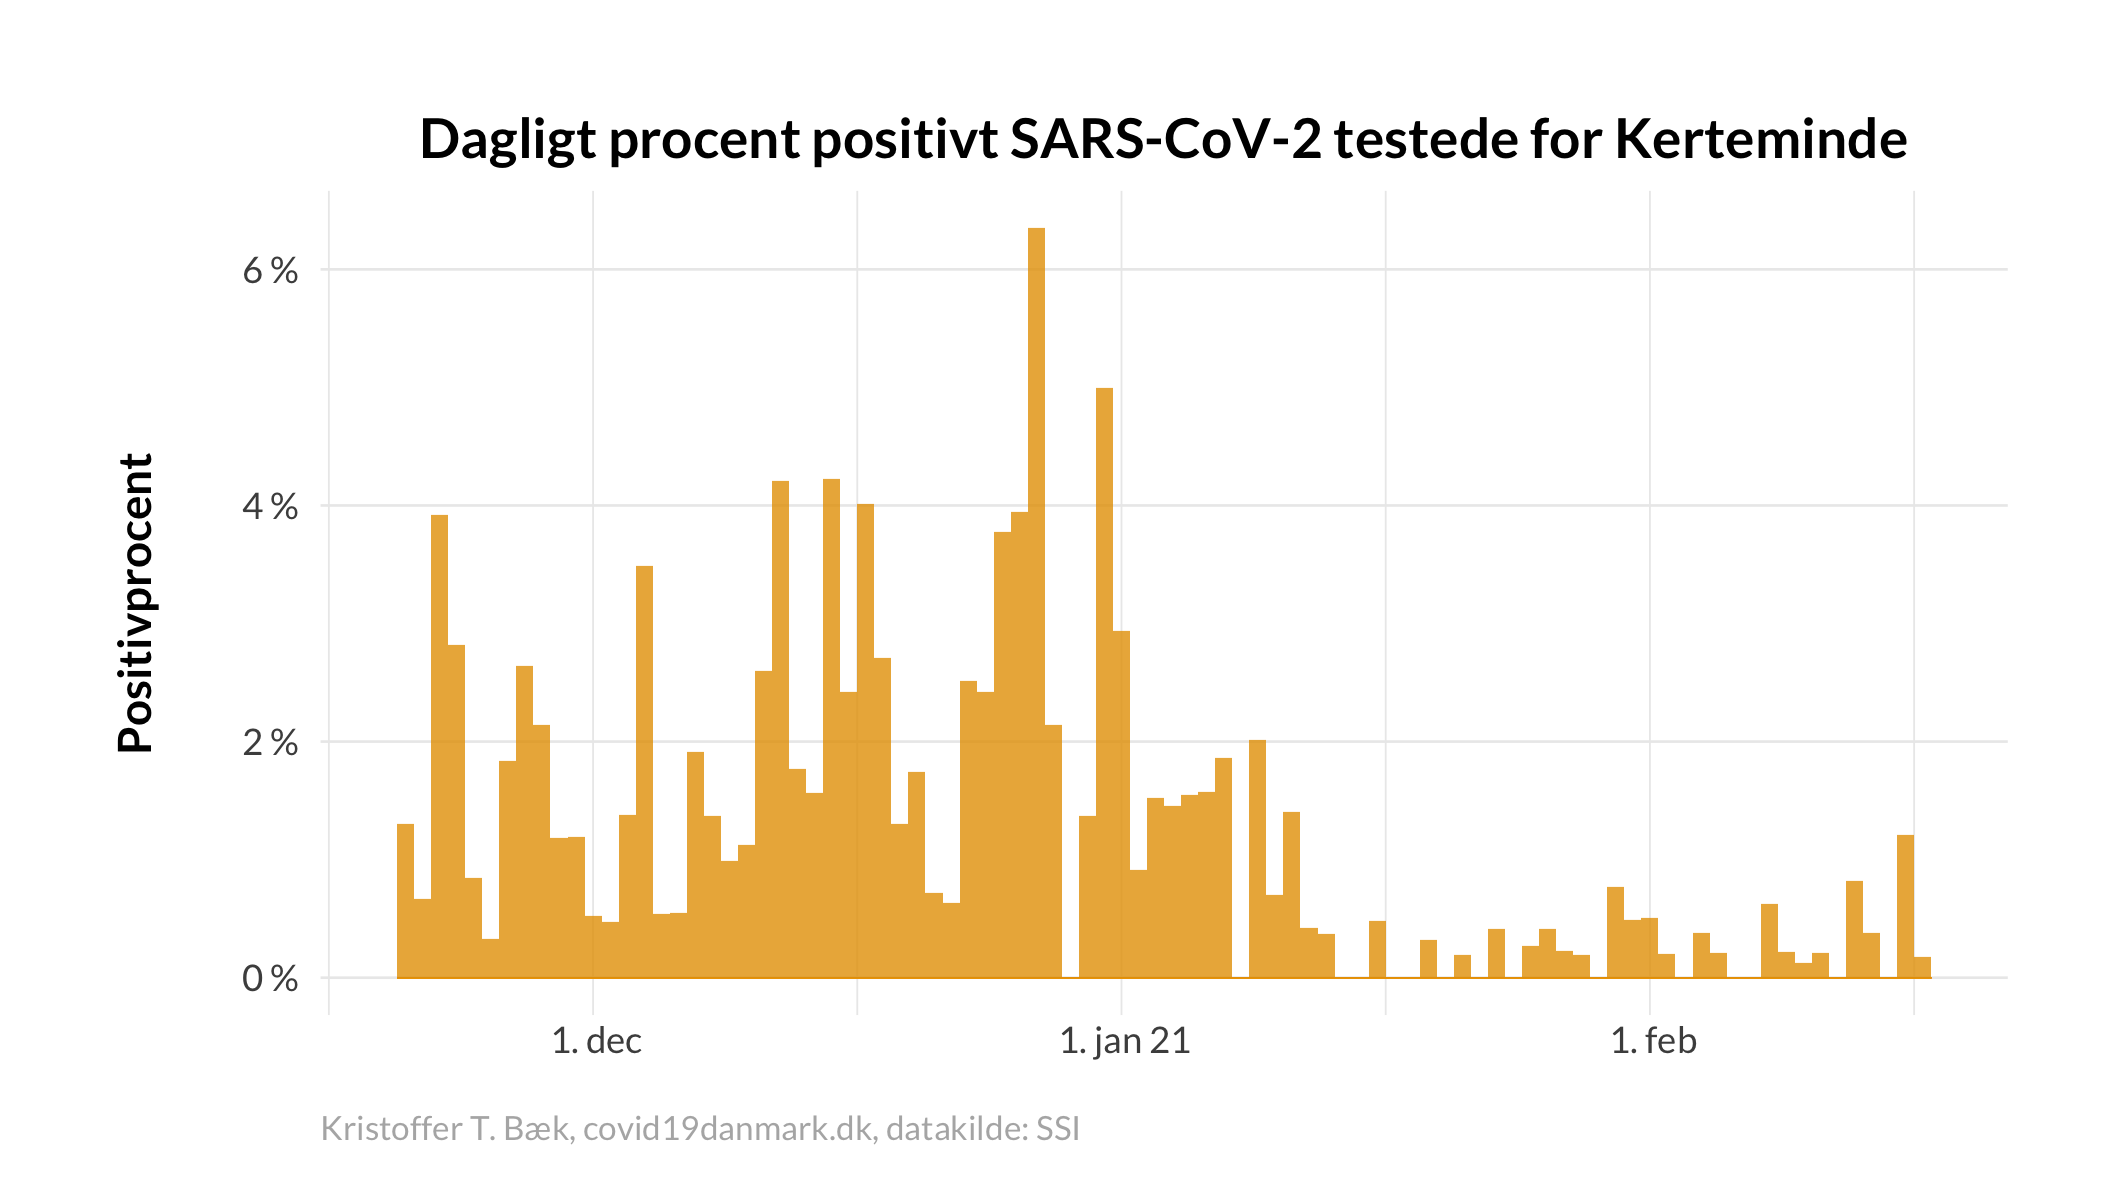 Dagligt procent positivt SARS-CoV-2 testede for Kerteminde
Positivprocent
6 %
4 %
2 %
0 %
1. dec
1. jan 21
1. feb
Kristoffer T. Bæk, covid19danmark.dk, datakilde: SSI